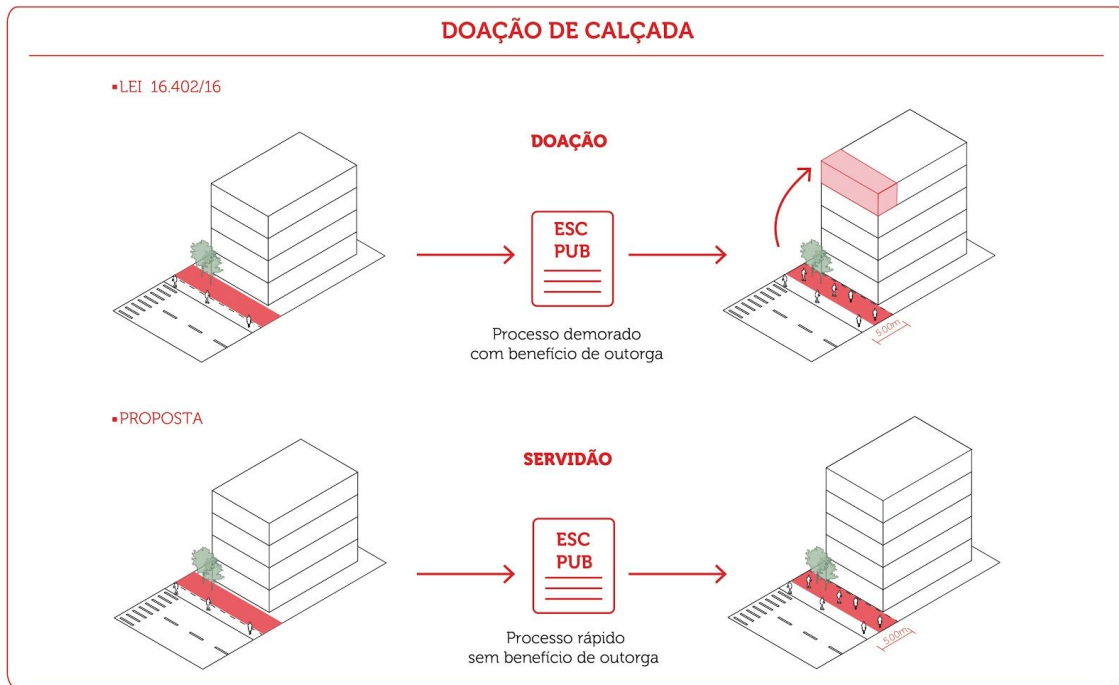 DOAÇÃO DE CALÇADA
▪LEI 16.402/16
DOAÇÃO
ESC
PUB
Processo demorado
com benefício de outorga
5.00m
▪PROPOSTA
SERVIDÃO
ESC
PUB
Processo rápido
sem benefício de outorga
5.00m